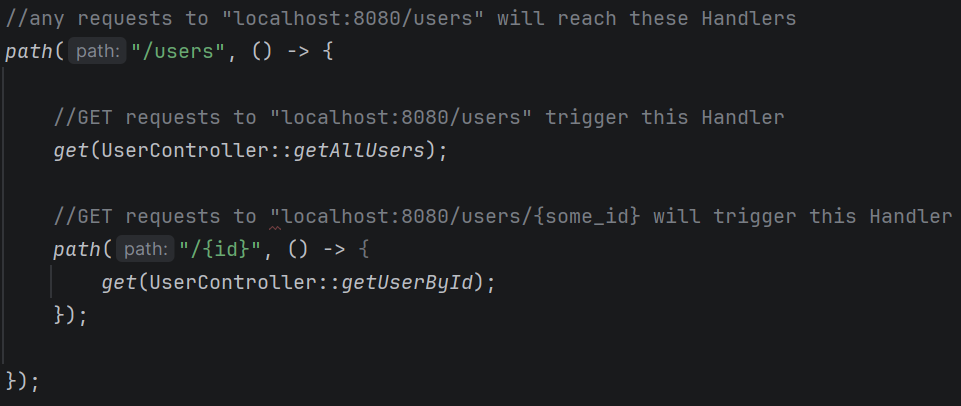 //any requests to "localhost:8080/users" will reach these Handlers
path( path: "/users", () -> {
//GET requests to "localhost:8080/users" trigger this Handler
get(UserController::getAllUsers);
//GET requests to "localhost:8080/users/{some_id} will trigger this Handler
path( path: "/{id}", () -> {
get(UserController::getUserById);
});
});